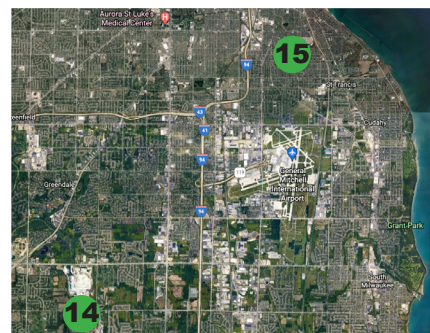 Aurora St Luke's
Medical Center
H
15
94
St Francis
eenfield
43
41
Cudahy
94
119
General
Mitchell
International
Airport
Greendale
94
Grant Park
South
Milwaukee
14